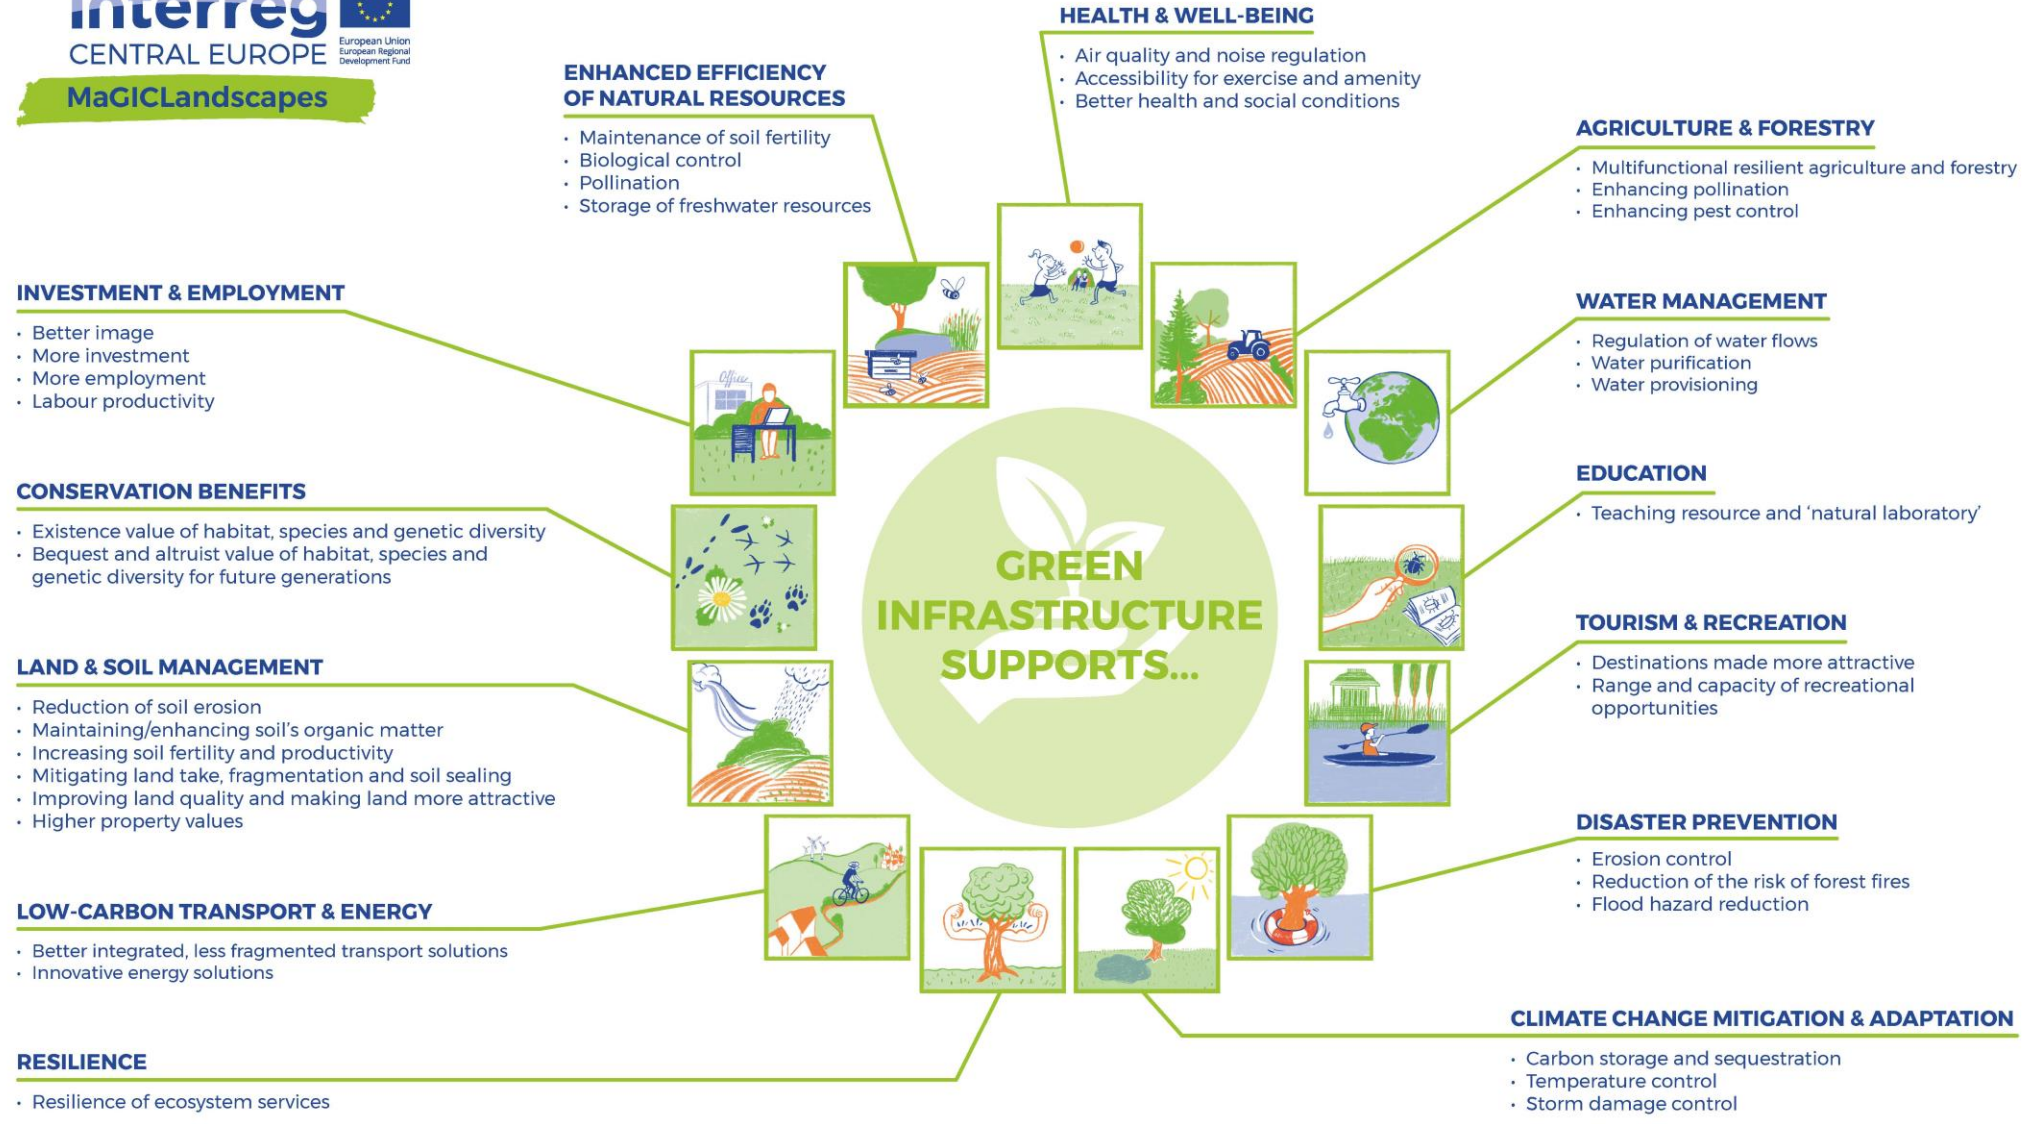 Interreg
CENTRAL EUROPE
European Union
European Regional
Development Fund
MaGICLandscapes
ENHANCED EFFICIENCY
OF NATURAL RESOURCES
· Maintenance of soil fertility
· Biological control
· Pollination
· Storage of freshwater resources
HEALTH & WELL-BEING
· Air quality and noise regulation
· Accessibility for exercise and amenity
· Better health and social conditions
AGRICULTURE & FORESTRY
· Multifunctional resilient agriculture and forestry
· Enhancing pollination
· Enhancing pest control
WATER MANAGEMENT
· Regulation of water flows
· Water purification
· Water provisioning
EDUCATION
· Teaching resource and ‘natural laboratory’
TOURISM & RECREATION
· Destinations made more attractive
· Range and capacity of recreational
opportunities
DISASTER PREVENTION
· Erosion control
· Reduction of the risk of forest fires
· Flood hazard reduction
CLIMATE CHANGE MITIGATION & ADAPTATION
· Carbon storage and sequestration
· Temperature control
· Storm damage control
INVESTMENT & EMPLOYMENT
· Better image
· More investment
· More employment
· Labour productivity
CONSERVATION BENEFITS
· Existence value of habitat, species and genetic diversity
· Bequest and altruist value of habitat, species and
genetic diversity for future generations
LAND & SOIL MANAGEMENT
· Reduction of soil erosion
· Maintaining/enhancing soil’s organic matter
· Increasing soil fertility and productivity
· Mitigating land take, fragmentation and soil sealing
· Improving land quality and making land more attractive
· Higher property values
LOW-CARBON TRANSPORT & ENERGY
· Better integrated, less fragmented transport solutions
· Innovative energy solutions
RESILIENCE
· Resilience of ecosystem services
Office
GREEN
INFRASTRUCTURE
SUPPORTS...